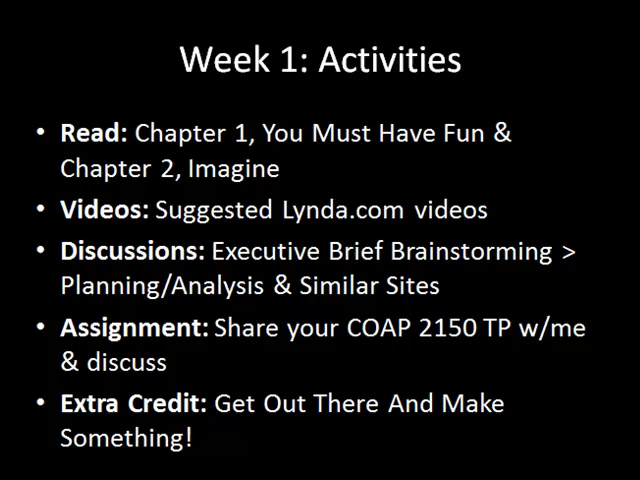 Week 1: Activities
• Read: Chapter 1, You Must Have Fun &
Chapter 2, Imagine
• Videos: Suggested Lynda.com videos
• Discussions: Executive Brief Brainstorming >
Planning/Analysis & Similar Sites
• Assignment: Share your COAP 2150 TP w/me
& discuss
• Extra Credit: Get Out There And Make
Something!